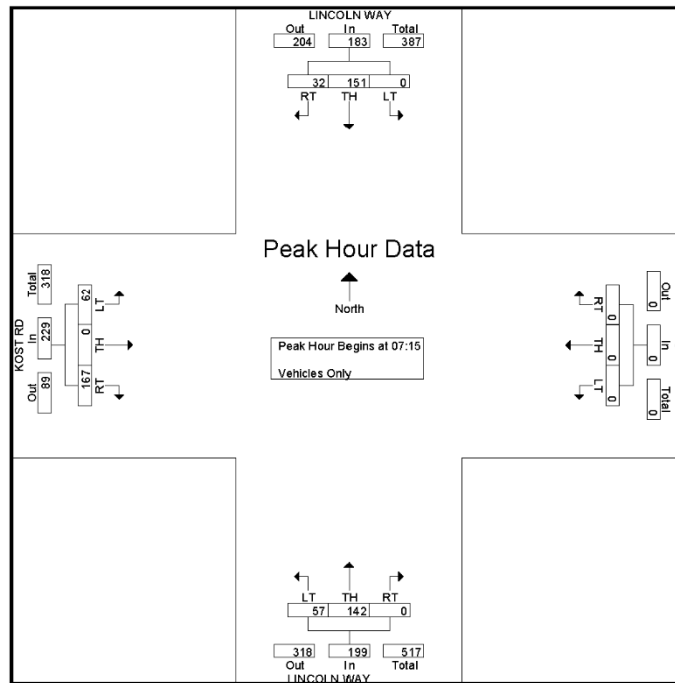 LINCOLN WAY
Out In Total
204 183 387
32 151 0
RT TH LT
Peak Hour Data
North
Peak Hour Begins at 07:15
Vehicles Only
KOST RD
Out In Total
89 229 318
167 0 62
RT TH LT
Out In Total
0 0 0
RT TH LT
0 0 0
LT TH RT
57 142 0
318 199 517
Out In Total
LINCOLN WAY